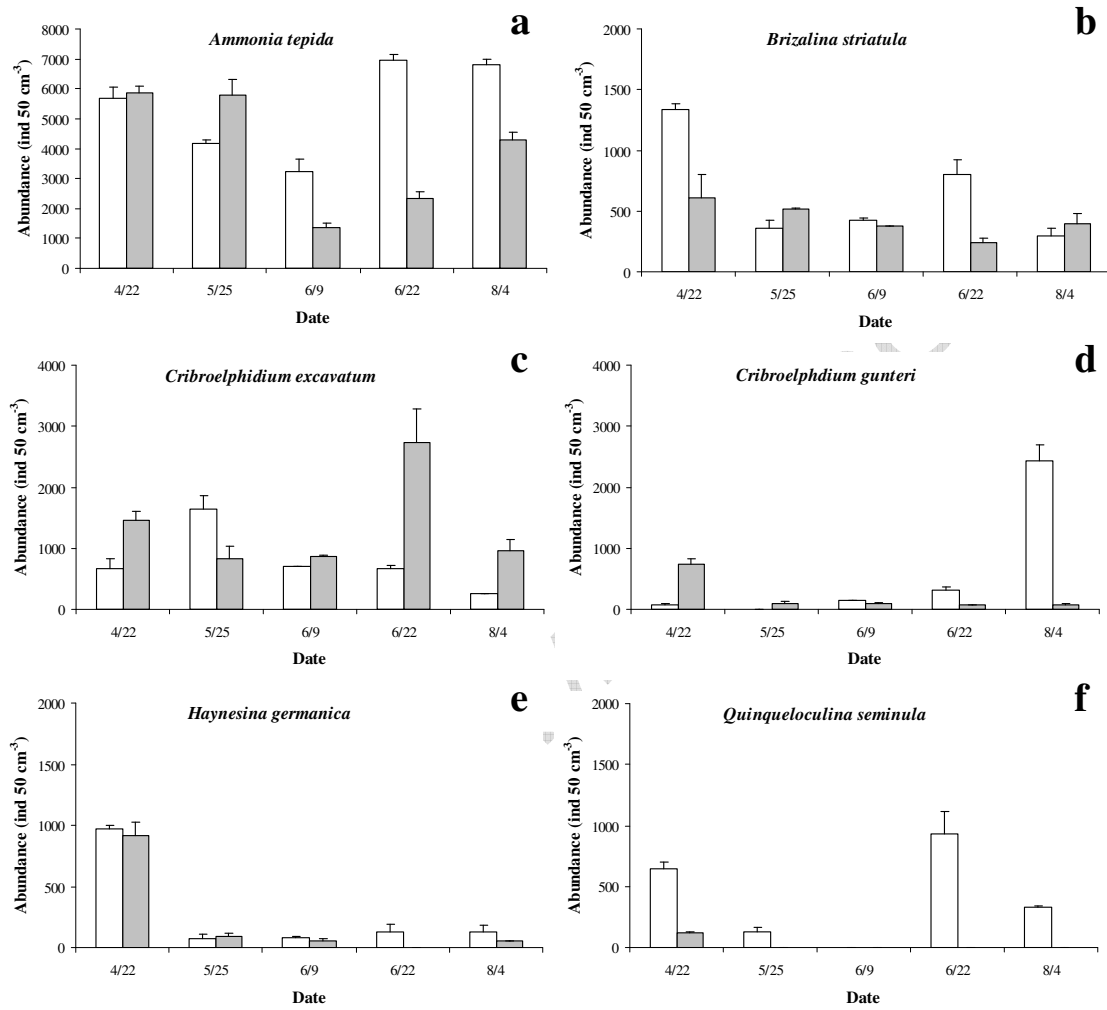 a
Ammonia tepida
8000
7000
6000
5000
4000
3000
2000
1000
0
Abundance (ind 50 cm-3)
4/22 5/25 6/9 6/22 8/4
Date
b
Brizalina striatula
2000
1500
1000
500
0
Abundance (ind 50 cm-3)
4/22 5/25 6/9 6/22 8/4
Date
c
Cribroelphidium excavatum
4000
3000
2000
1000
0
Abundance (ind 50 cm-3)
4/22 5/25 6/9 6/22 8/4
Date
d
Cribroelphdium gunteri
4000
3000
2000
1000
0
Abundance (ind 50 cm-3)
4/22 5/25 6/9 6/22 8/4
Date
e
Haynesina germanica
2000
1500
1000
500
0
Abundance (ind 50 cm-3)
4/22 5/25 6/9 6/22 8/4
Date
f
Quinqueloculina seminula
2000
1500
1000
500
0
Abundance (ind 50 cm-3)
4/22 5/25 6/9 6/22 8/4
Date